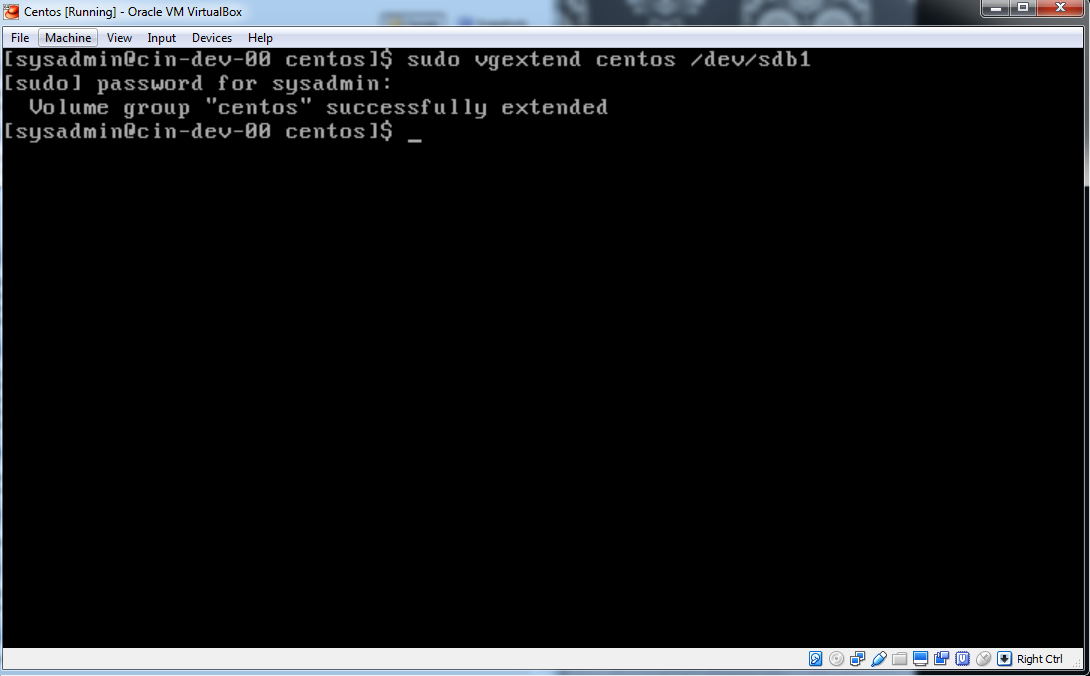 Centos [Running] - Oracle VM VirtualBox
File Machine View Input Devices Help
[sysadmin@cin-dev-00 centos]$ sudo vgextend centos /dev/sdb1
[sudo] password for sysadmin:
  Volume group "centos" successfully extended
[sysadmin@cin-dev-00 centos]$ _
Right Ctrl